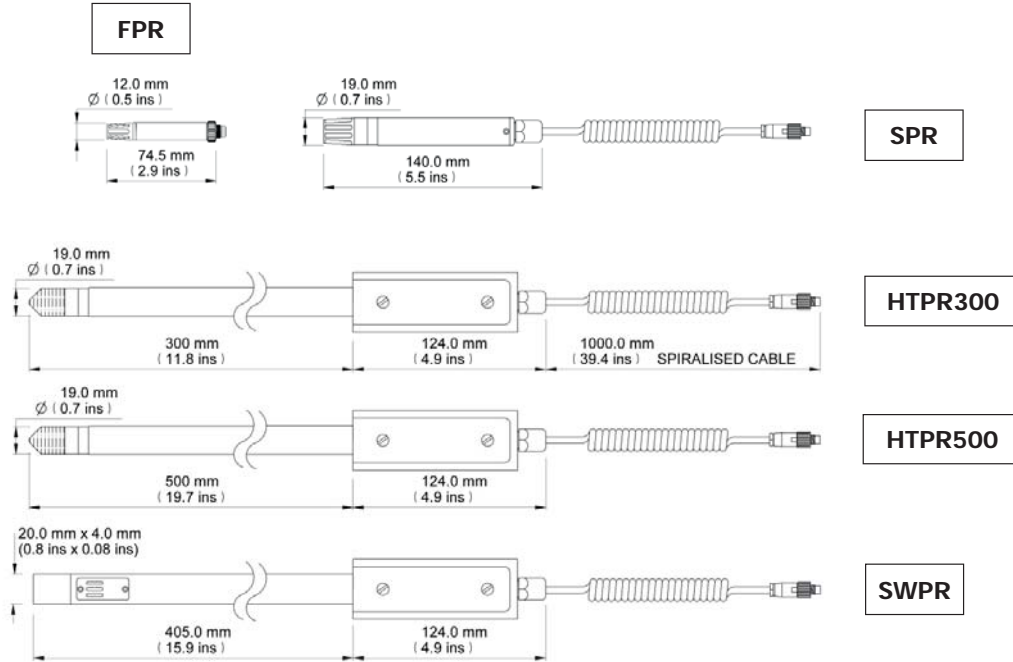 FPR
12.0 mm
Ø ( 0.5 ins )
74.5 mm
( 2.9 ins )
19.0 mm
Ø ( 0.7 ins )
140.0 mm
( 5.5 ins )
SPR
19.0 mm
Ø ( 0.7 ins )
300 mm
( 11.8 ins )
124.0 mm
( 4.9 ins )
1000.0 mm
( 39.4 ins ) SPIRALISED CABLE
HTPR300
19.0 mm
Ø ( 0.7 ins )
500 mm
( 19.7 ins )
124.0 mm
( 4.9 ins )
HTPR500
20.0 mm x 4.0 mm
(0.8 ins x 0.08 ins)
405.0 mm
( 15.9 ins )
124.0 mm
( 4.9 ins )
SWPR